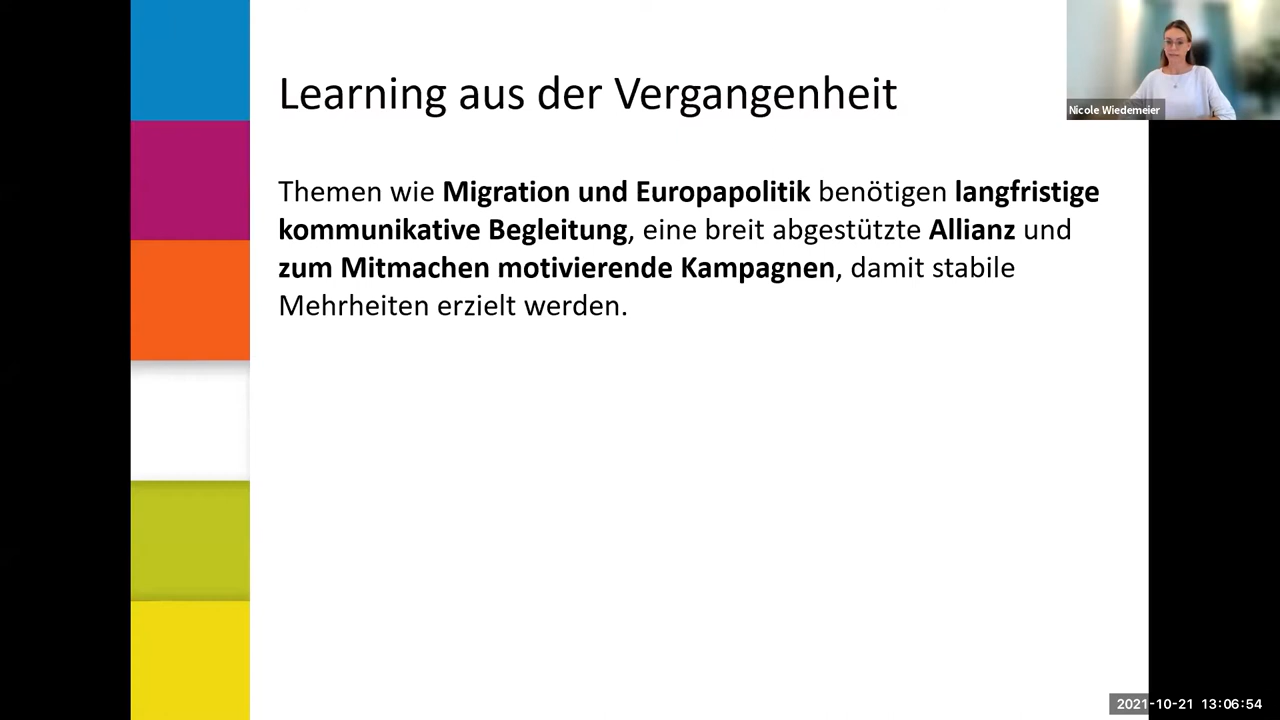 Learning aus der Vergangenheit
Nicole Wiedemeier
Themen wie Migration und Europapolitik benötigen langfristige
kommunikative Begleitung, eine breit abgestützte Allianz und
zum Mitmachen motivierende Kampagnen, damit stabile
Mehrheiten erzielt werden.
2021-10-21 13:06:54